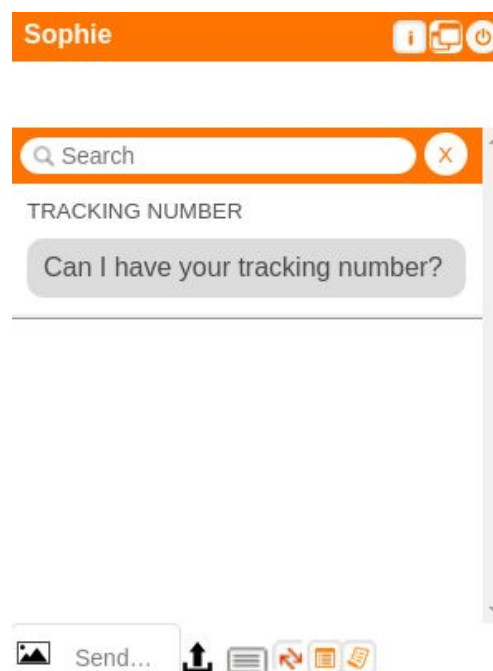 Sophie
i
Search
X
TRACKING NUMBER
Can I have your tracking number?
Send...